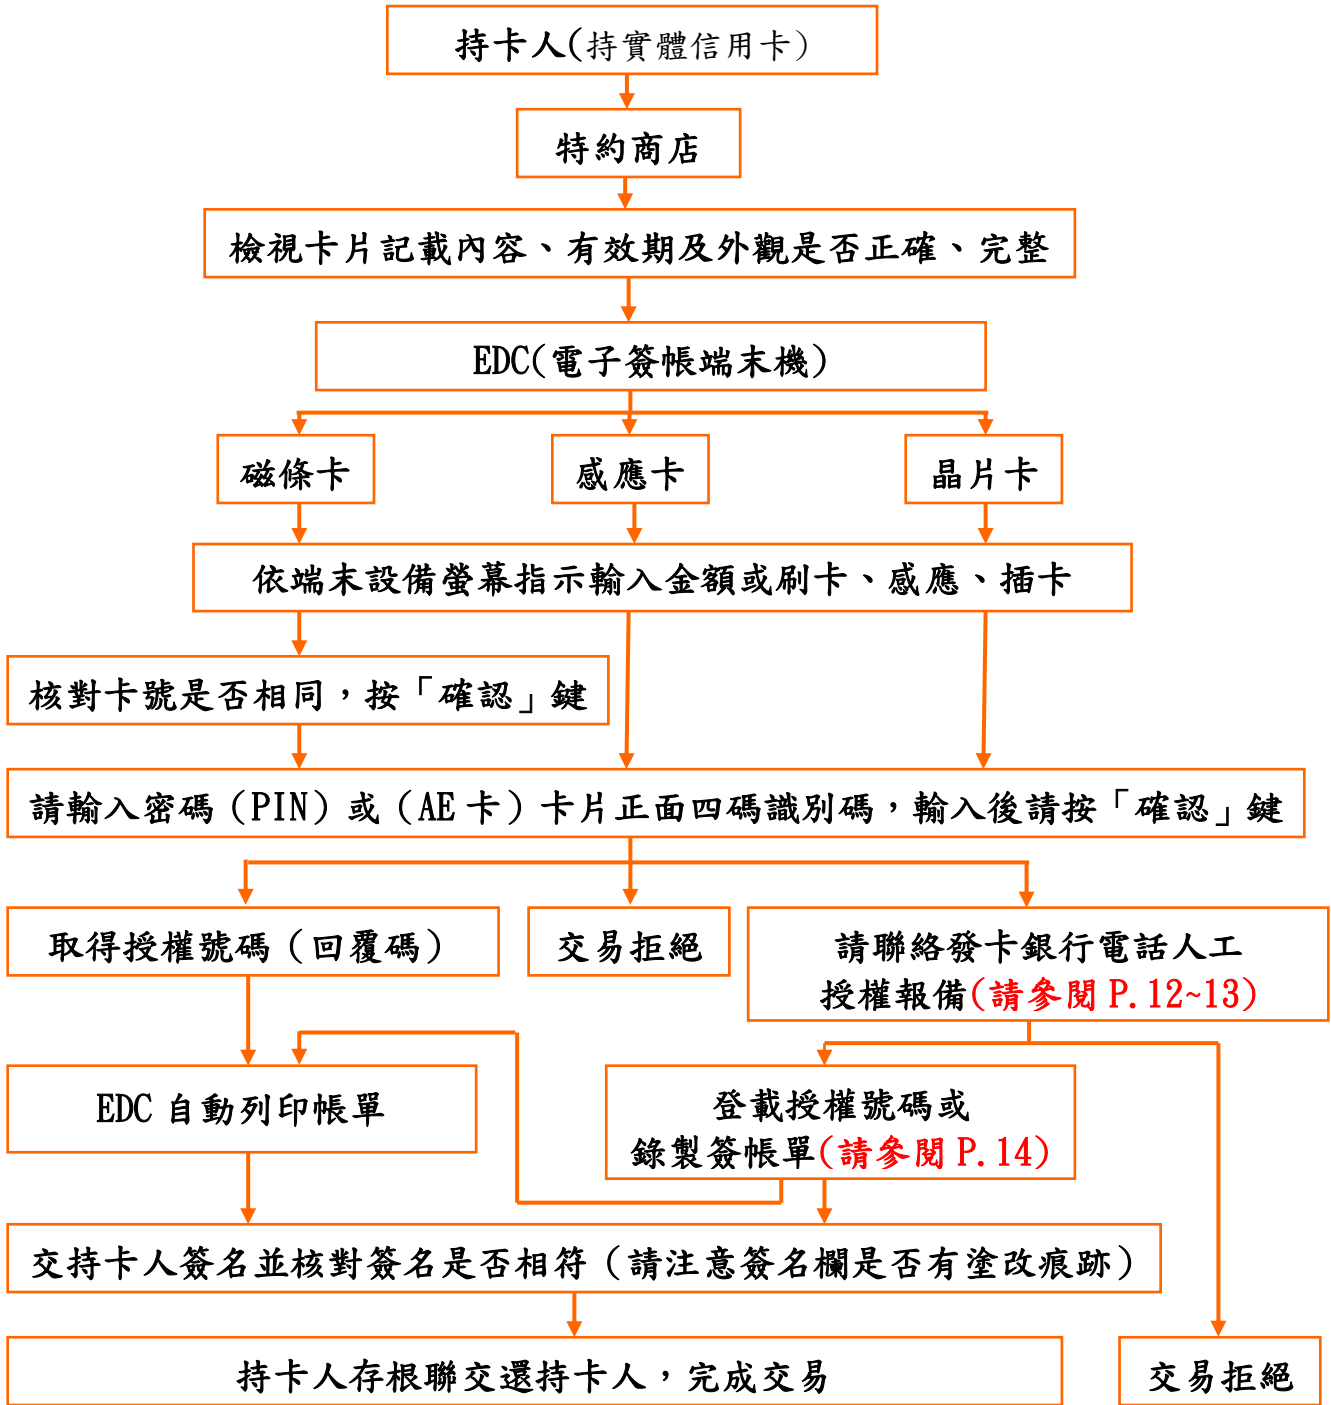 持卡人(持實體信用卡)
特約商店
檢視卡片記載內容、有效期及外觀是否正確、完整
EDC(電子簽帳端末機)
磁條卡
感應卡
晶片卡
依端末設備螢幕指示輸入金額或刷卡、感應、插卡
核對卡號是否相同，按「確認」鍵
請輸入密碼（PIN）或（AE 卡）卡片正面四碼識別碼，輸入後請按「確認」鍵
取得授權號碼（回覆碼）
交易拒絕
請聯絡發卡銀行電話人工
授權報備(請參閱 P.12~13)
EDC 自動列印帳單
登載授權號碼或
錄製簽帳單(請參閱 P.14)
交持卡人簽名並核對簽名是否相符（請注意簽名欄是否有塗改痕跡）
持卡人存根聯交還持卡人，完成交易
交易拒絕